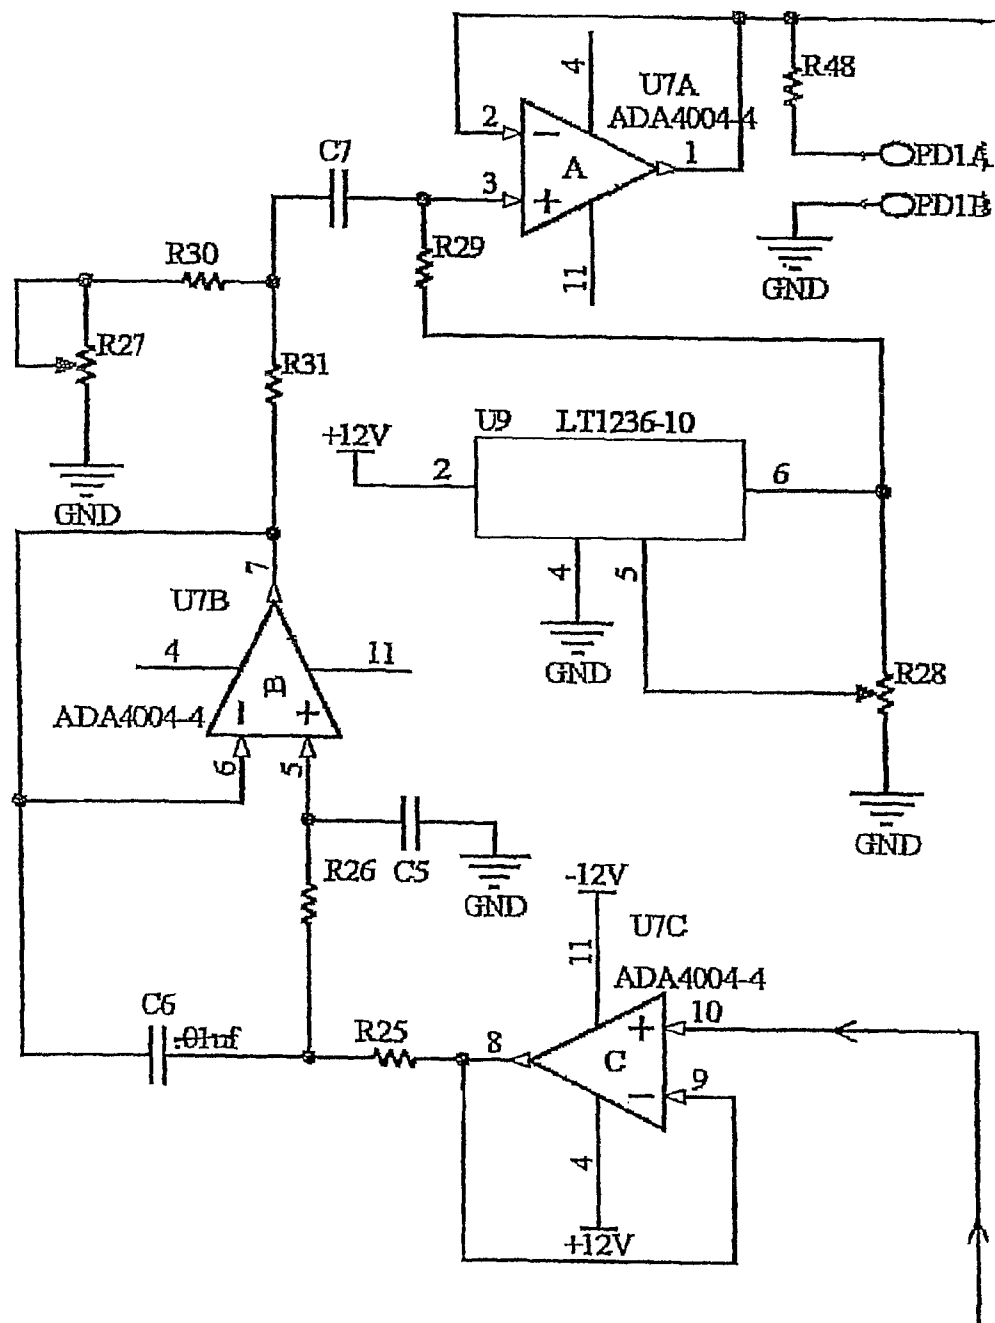 R48
4
U7A
ADA4004-4
2
PD1A
C7
1
A
3
PD1B
R30
R29
11
GND
R27
R31
U9
LT1236-10
+12V
2
6
GND
4
5
7
U7B
R28
4
11
GND
B
ADA4004-4
6
5
GND
R26
C5
-12V
GND
U7C
11
ADA4004-4
C6
.01uf
R25
10
8
C
9
4
+12V